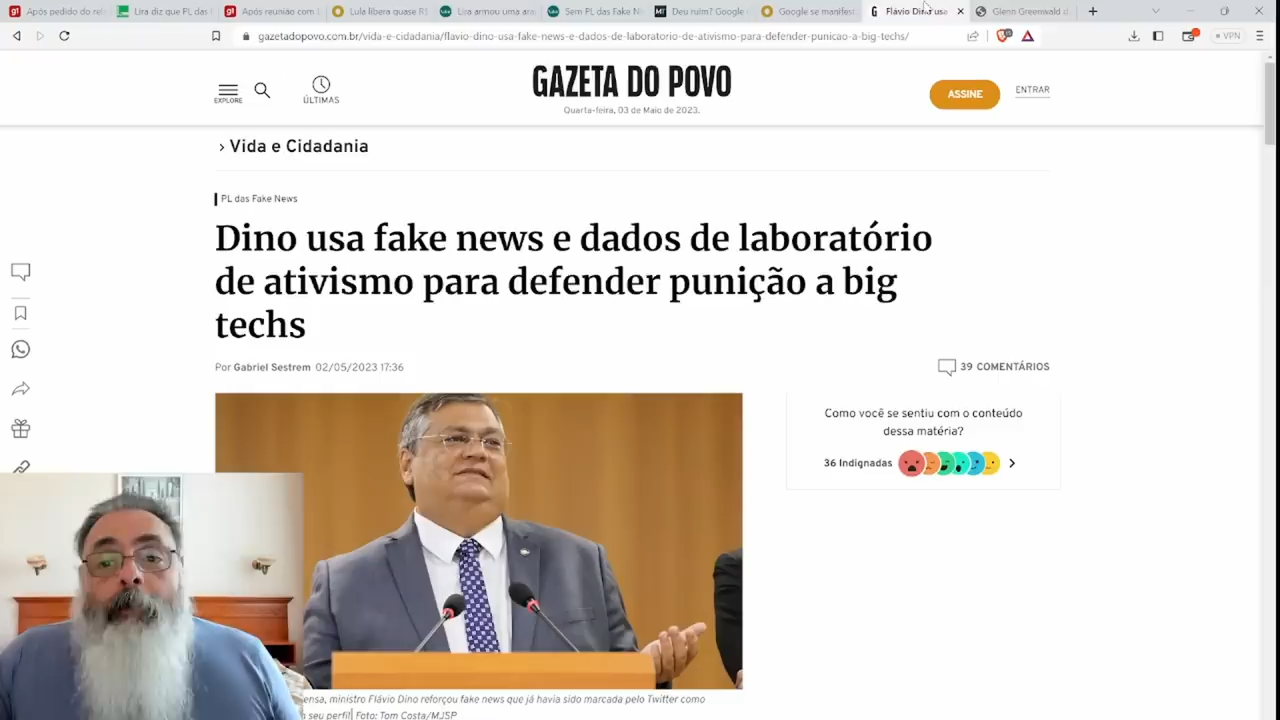 Após pedido do rel
Lira diz que PL das
Após reunião com
Lula libera quase R$
Lira armou uma ara
Sem PL das Fake N
Deu ruim? Google
Google se manifest
Flávio Dino usa
Glenn Greenwald d
gazetadopovo.com.br/vida-e-cidadania/flavio-dino-usa-fake-news-e-dados-de-laboratorio-de-ativismo-para-defender-punicao-a-big-techs/
VPN
EXPLORE
ÚLTIMAS
GAZETA DO POVO
Quarta-feira, 03 de Maio de 2023.
ASSINE
ENTRAR
› Vida e Cidadania
PL das Fake News
Dino usa fake news e dados de laboratório
de ativismo para defender punição a big
techs
Por Gabriel Sestrem 02/05/2023 17:36
39 COMENTÁRIOS
Como você se sentiu com o conteúdo
dessa matéria?
36 Indignadas
ensa, ministro Flávio Dino reforçou fake news que já havia sido marcada pelo Twitter como
seu perfil| Foto: Tom Costa/MJSP